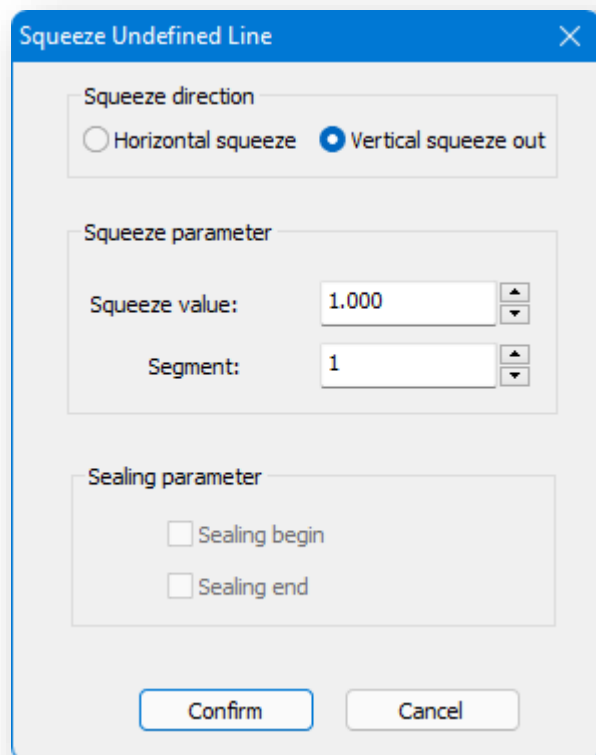 Squeeze Undefined Line
Squeeze direction
Horizontal squeeze Vertical squeeze out
Squeeze parameter
Squeeze value: 1.000
Segment: 1
Sealing parameter
Sealing begin
Sealing end
Confirm Cancel